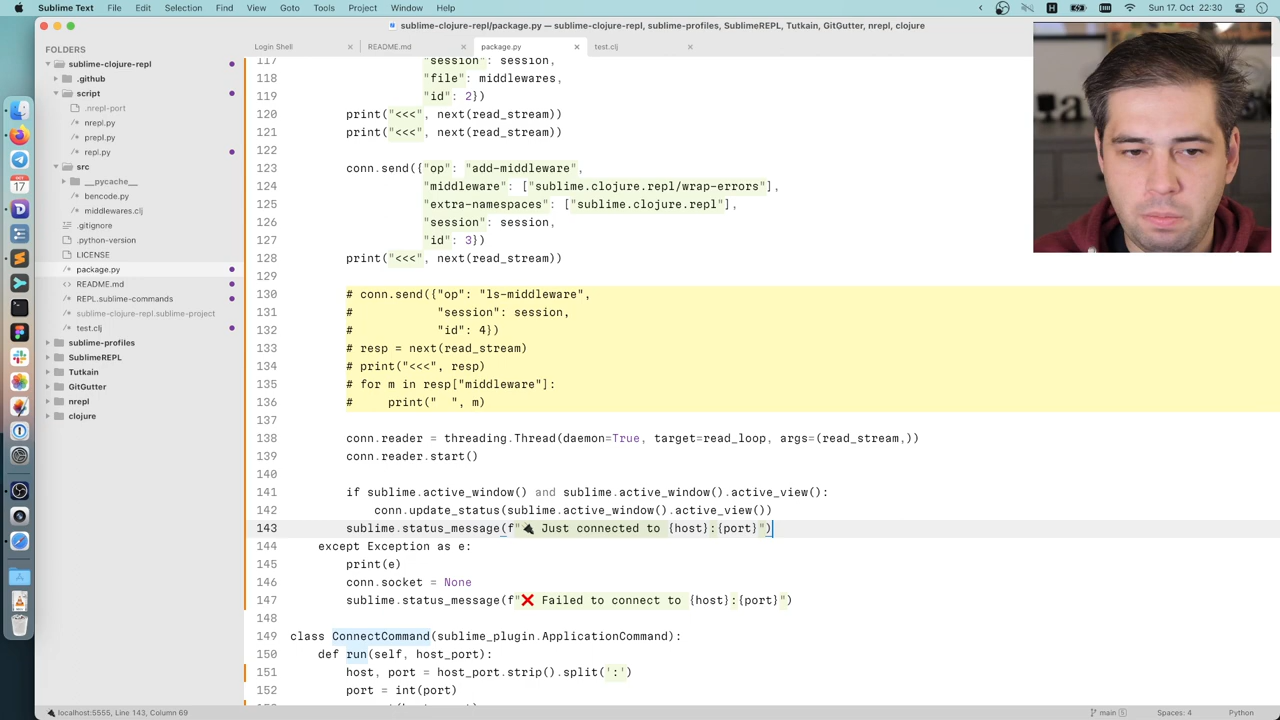 Sublime Text File Edit Selection Find View Goto Tools Project Window Help
Sun 17. Oct 22:30
sublime-clojure-repl/package.py — sublime-clojure-repl, sublime-profiles, SublimeREPL, Tutkain, GitGutter, nrepl, clojure
FOLDERS
sublime-clojure-repl
.github
script
.nrepl-port
nrepl.py
prepl.py
repl.py
src
__pycache__
bencode.py
middlewares.clj
.gitignore
.python-version
LICENSE
package.py
README.md
REPL.sublime-commands
sublime-clojure-repl.sublime-project
test.clj
sublime-profiles
SublimeREPL
Tutkain
GitGutter
nrepl
clojure
Login Shell
README.md
package.py
test.clj
117 "session": session,
118 "file": middlewares,
119 "id": 2})
120 print("<<<", next(read_stream))
121 print("<<<", next(read_stream))
122
123 conn.send({"op": "add-middleware",
124 "middleware": ["sublime.clojure.repl/wrap-errors"],
125 "extra-namespaces": ["sublime.clojure.repl"],
126 "session": session,
127 "id": 3})
128 print("<<<", next(read_stream))
129
130 # conn.send({"op": "ls-middleware",
131 # "session": session,
132 # "id": 4})
133 # resp = next(read_stream)
134 # print("<<<", resp)
135 # for m in resp["middleware"]:
136 # print(" ", m)
137
138 conn.reader = threading.Thread(daemon=True, target=read_loop, args=(read_stream,))
139 conn.reader.start()
140
141 if sublime.active_window() and sublime.active_window().active_view():
142 conn.update_status(sublime.active_window().active_view())
143 sublime.status_message(f"🔌 Just connected to {host}:{port}")
144 except Exception as e:
145 print(e)
146 conn.socket = None
147 sublime.status_message(f"❌ Failed to connect to {host}:{port}")
148
149 class ConnectCommand(sublime_plugin.ApplicationCommand):
150 def run(self, host_port):
151 host, port = host_port.strip().split(':')
152 port = int(port)
🔌 localhost:5555, Line 143, Column 69
main 5
Spaces: 4
Python